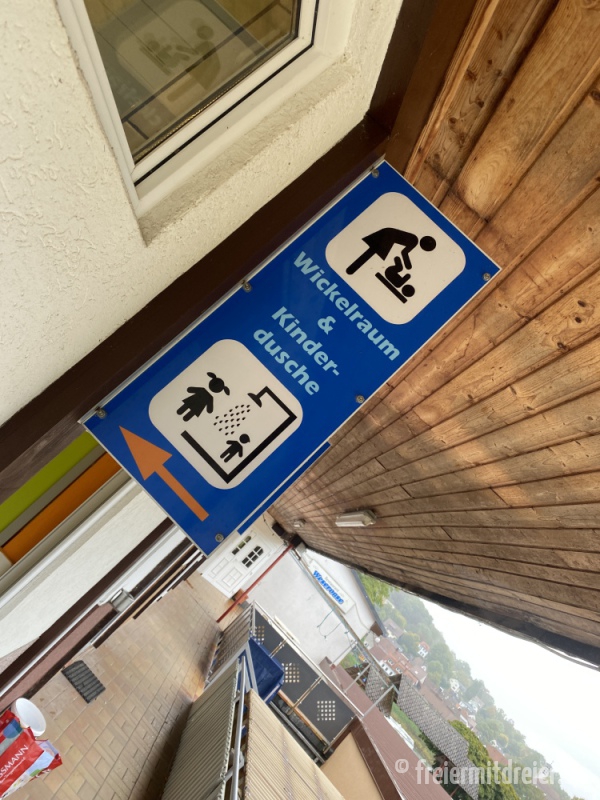 Wickelraum
&
Kinder-
dusche
© freiermitdreier